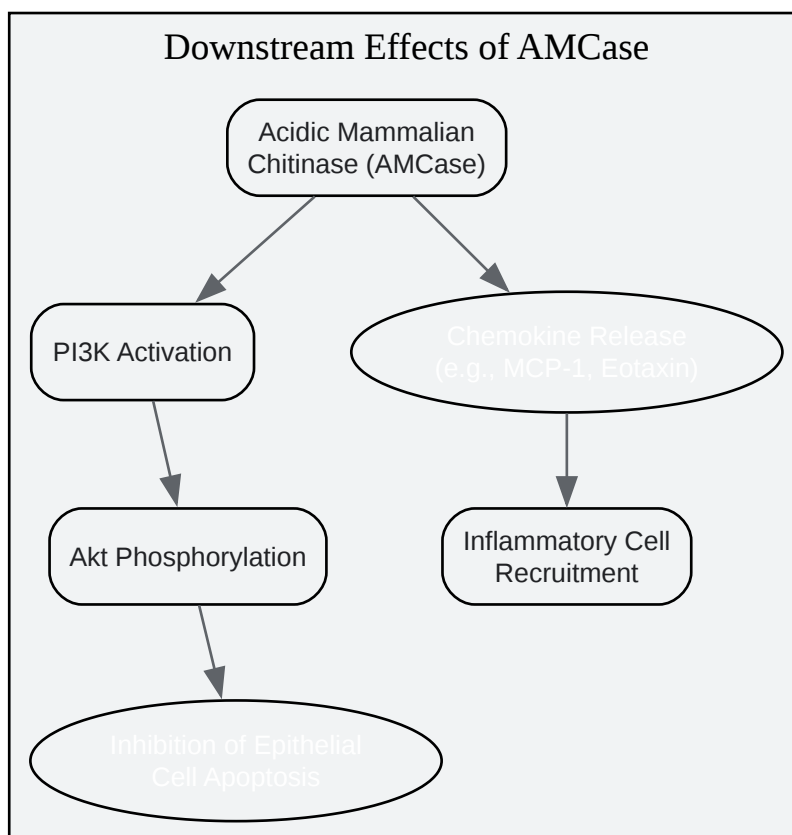 Downstream Effects of AMCase
Acidic Mammalian
Chitinase (AMCase)
PI3K Activation
Chemokine Release
(e.g., MCP-1, Eotaxin)
Akt Phosphorylation
Inflammatory Cell
Recruitment
Inhibition of Epithelial
Cell Apoptosis